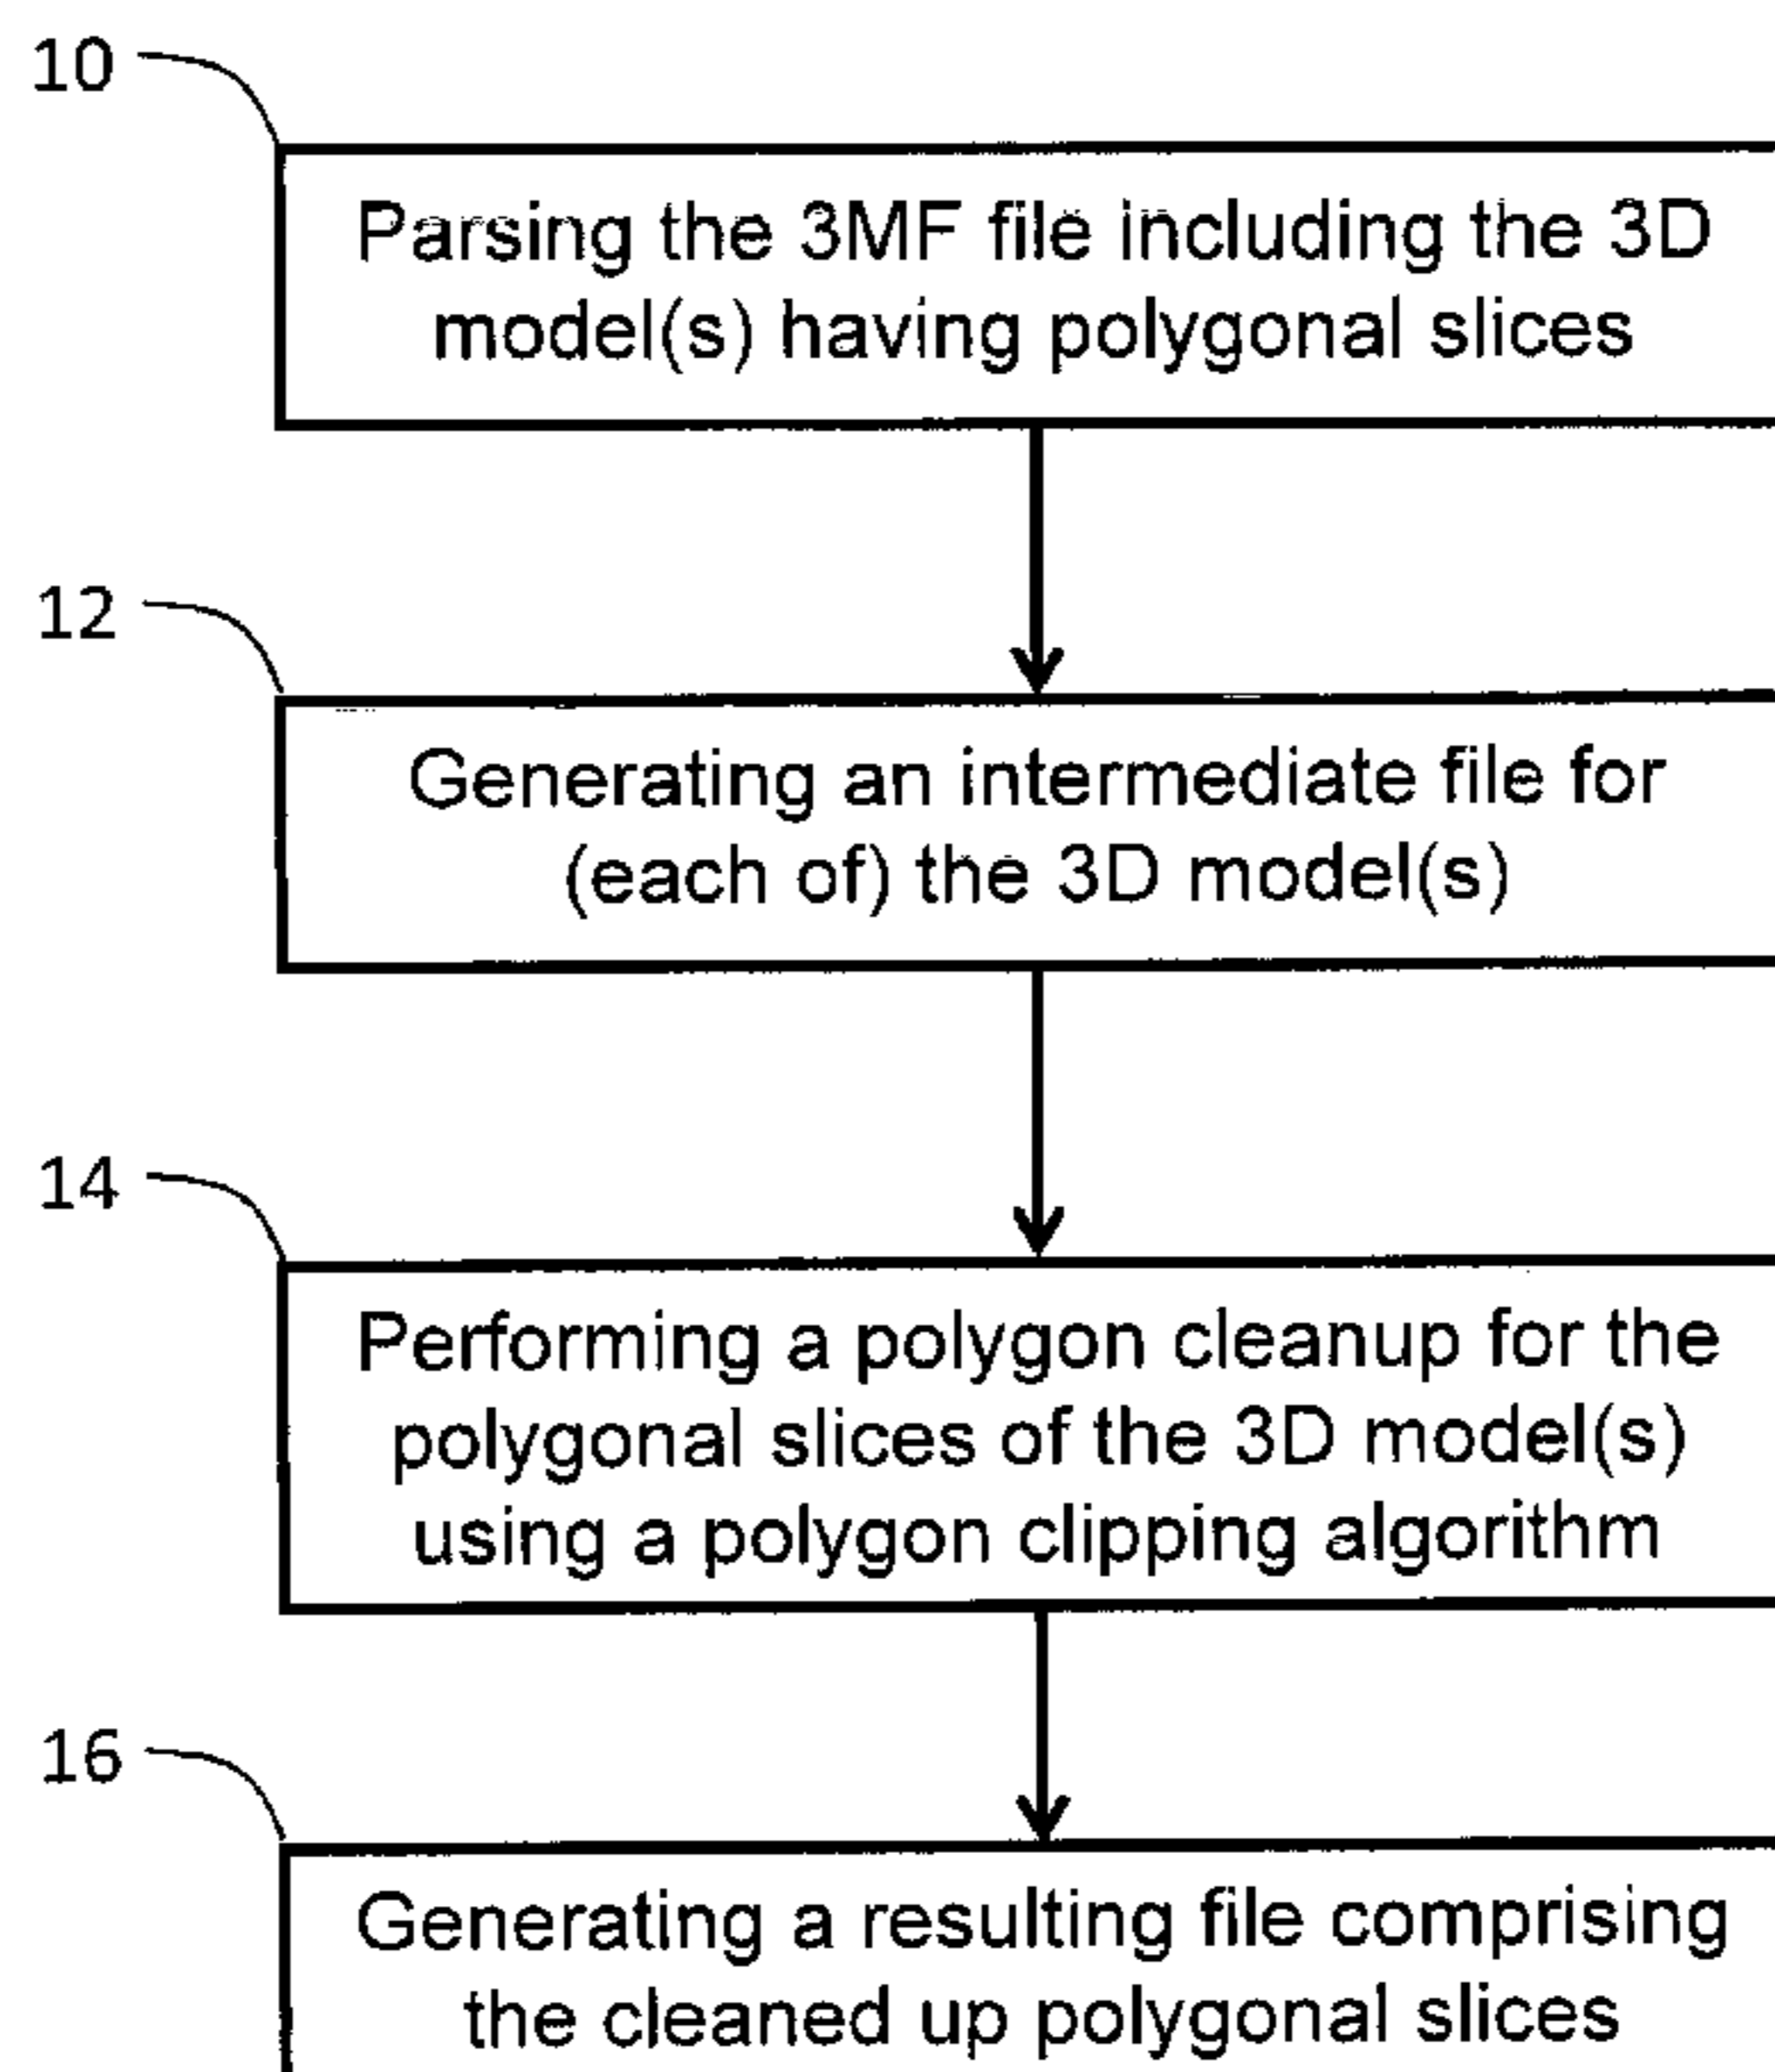 10
Parsing the 3MF file including the 3D
model(s) having polygonal slices
12
Generating an intermediate file for
(each of) the 3D model(s)
14
Performing a polygon cleanup for the
polygonal slices of the 3D model(s)
using a polygon clipping algorithm
16
Generating a resulting file comprising
the cleaned up polygonal slices